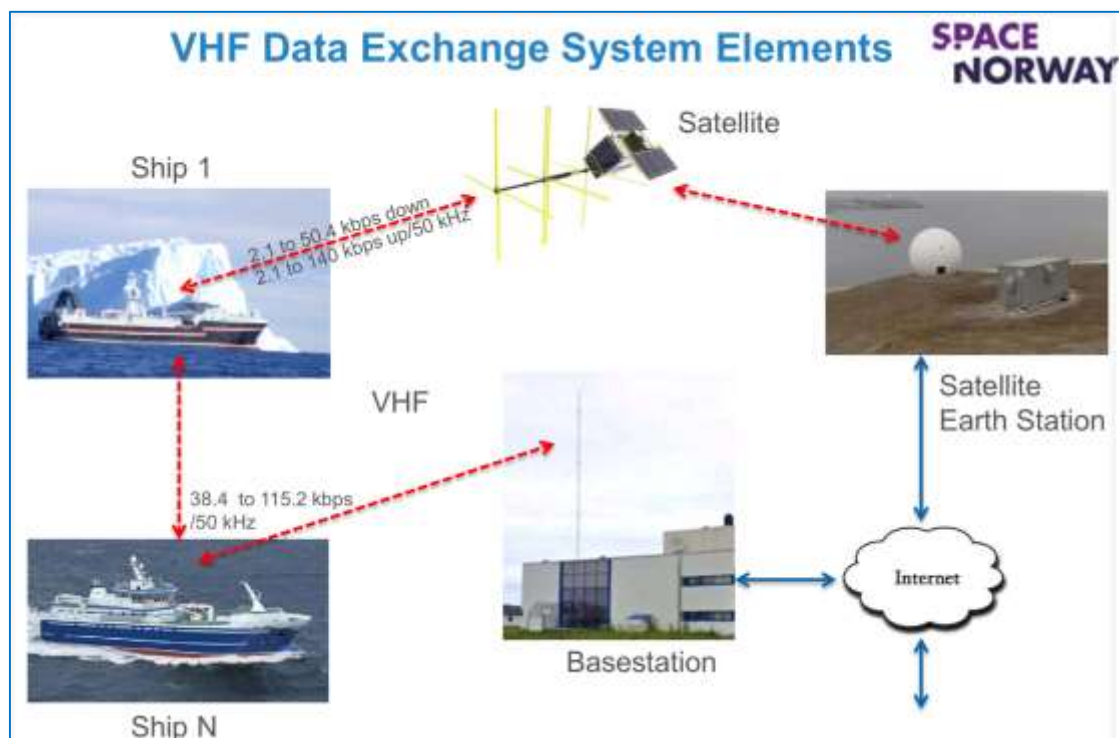 VHF Data Exchange System Elements
SPACE
NORWAY
Satellite
Ship 1
2.1 to 50.4 kbps down
2.1 to 140 kbps up/50 kHz
Satellite
Earth Station
VHF
38.4 to 115.2 kbps
/50 kHz
Internet
Basestation
Ship N